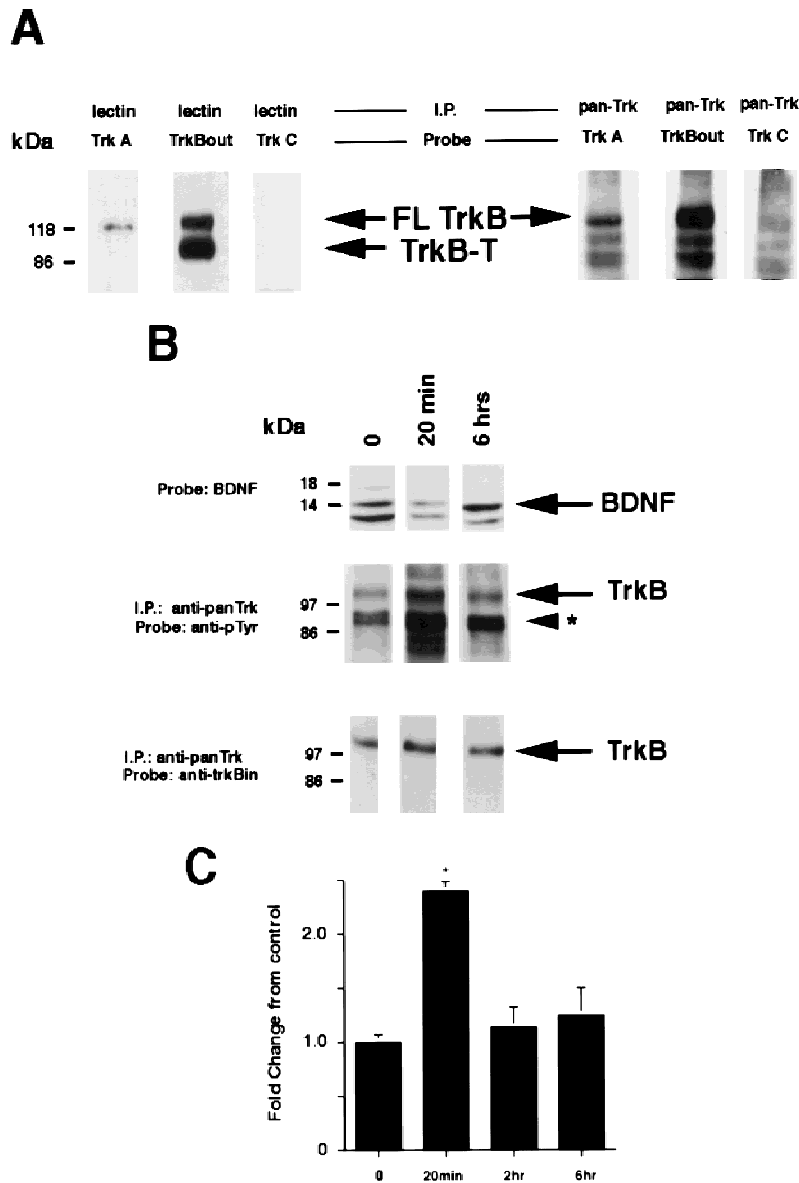 A
lectin lectin lectin I.P. pan-Trk pan-Trk pan-Trk
kDa Trk A TrkBout Trk C Probe Trk A TrkBout Trk C
118
86
FL TrkB
TrkB-T
B
kDa 0 20 min 6 hrs
Probe: BDNF
18
14
BDNF
I.P.: anti-panTrk
Probe: anti-pTyr
97
86
TrkB
*
I.P.: anti-panTrk
Probe: anti-trkBin
97
86
TrkB
C
Fold Change from control
2.0
1.0
0
*
0 20min 2hr 6hr